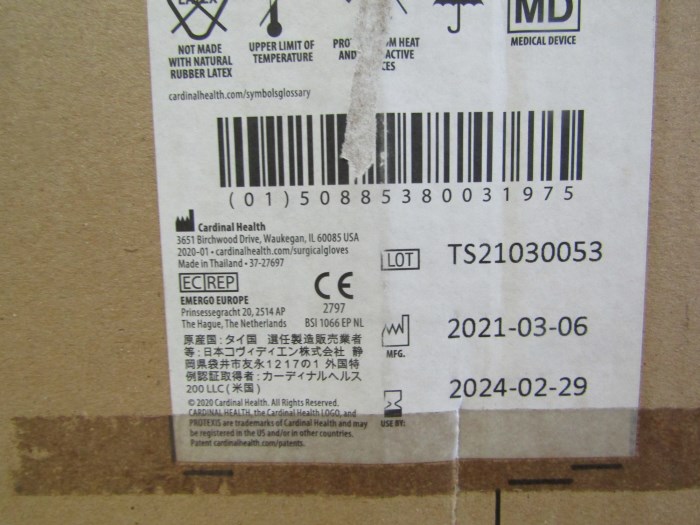 LATEX
NOT MADE
WITH NATURAL
RUBBER LATEX
UPPER LIMIT OF
TEMPERATURE
HEAT
AND
MD
MEDICAL DEVICE
cardinalhealth.com/symbolsglossary
(01)50885380031975
Cardinal Health
3651 Birchwood Drive, Waukegan, IL 60085 USA
2020-01 • cardinalhealth.com/surgicalgloves
Made in Thailand • 37-27697
EC REP
EMERGO EUROPE
Prinsessegracht 20, 2514 AP
The Hague, The Netherlands
CE
2797
BSI 1066 EP NL
原産国：タイ国 選任製造販売業者
等：日本コヴィディエン株式会社 静
岡県袋井市友永1217の1 外国特
例認証取得者：カーディナルヘルス
200 LLC (米国)
© 2020 Cardinal Health. All Rights Reserved.
CARDINAL HEALTH, the Cardinal Health LOGO, and
PROTEXIS are trademarks of Cardinal Health and may
be registered in the US and/or in other countries.
Patent cardinalhealth.com/patents.
LOT TS21030053
MFG. 2021-03-06
USE BY: 2024-02-29